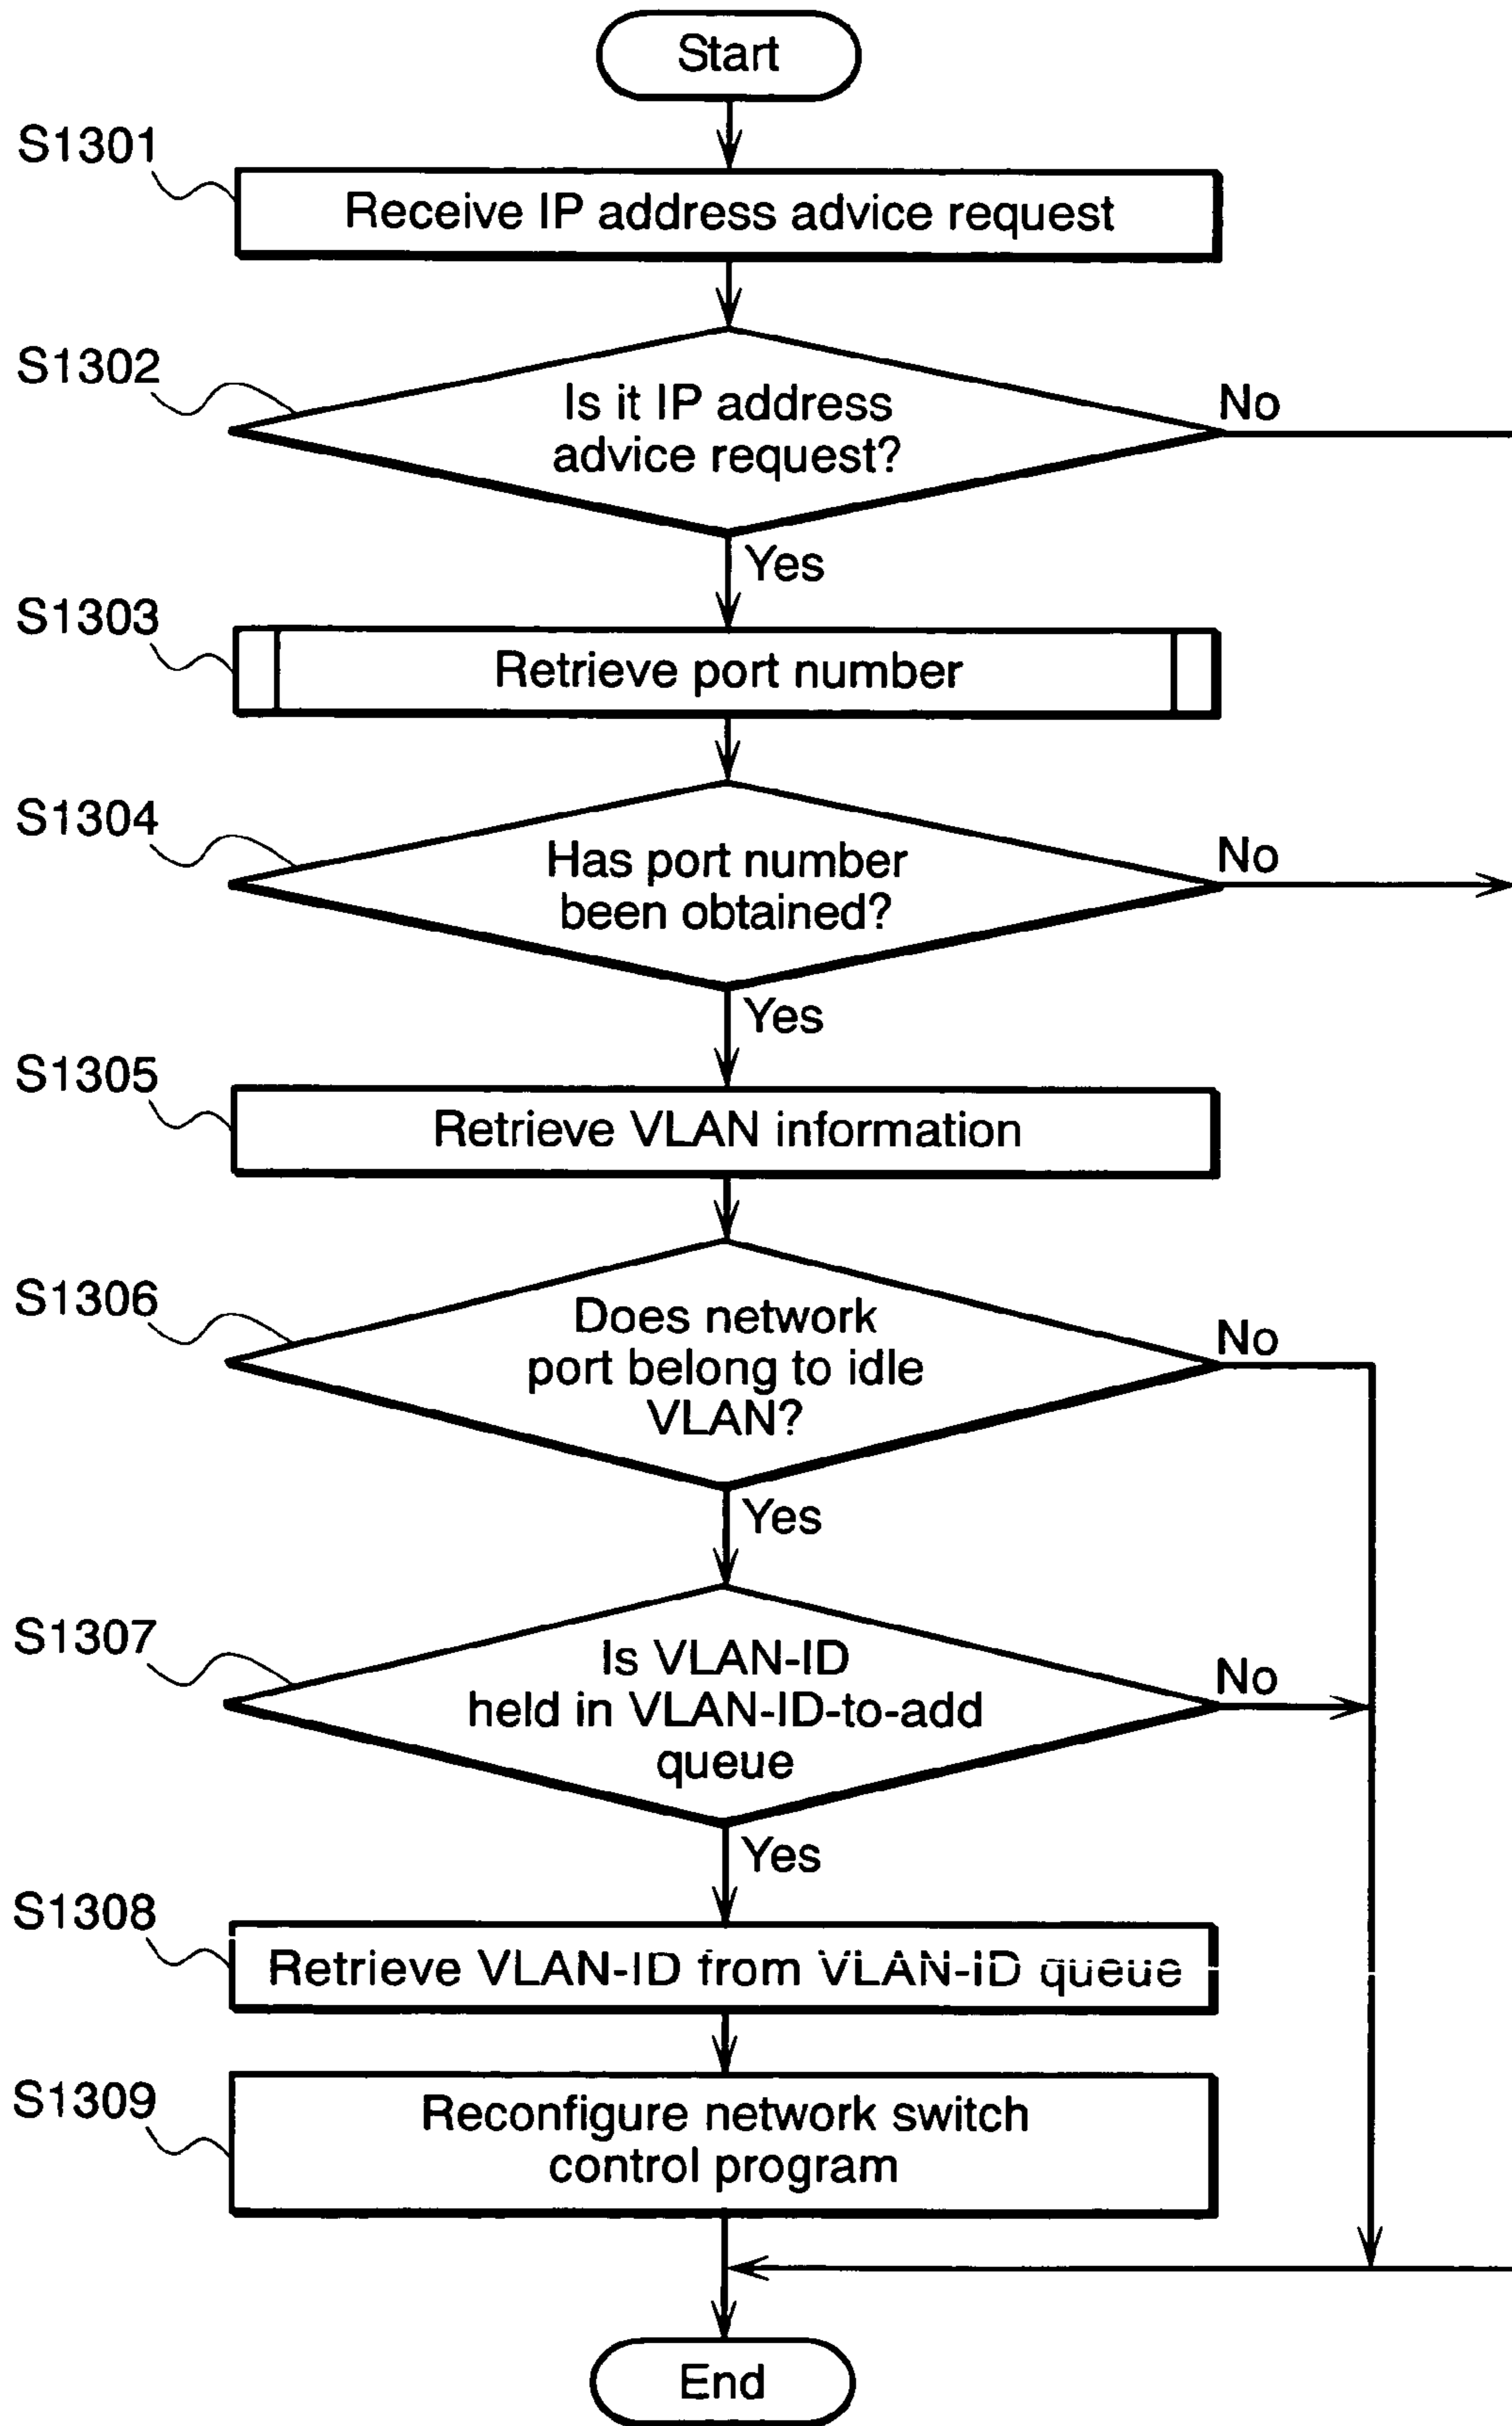 Start
S1301
Receive IP address advice request
S1302
Is it IP address
advice request?
No
Yes
S1303
Retrieve port number
S1304
Has port number
been obtained?
No
Yes
S1305
Retrieve VLAN information
S1306
Does network
port belong to idle
VLAN?
No
Yes
S1307
Is VLAN-ID
held in VLAN-ID-to-add
queue
No
Yes
S1308
Retrieve VLAN-ID from VLAN-ID queue
S1309
Reconfigure network switch
control program
End